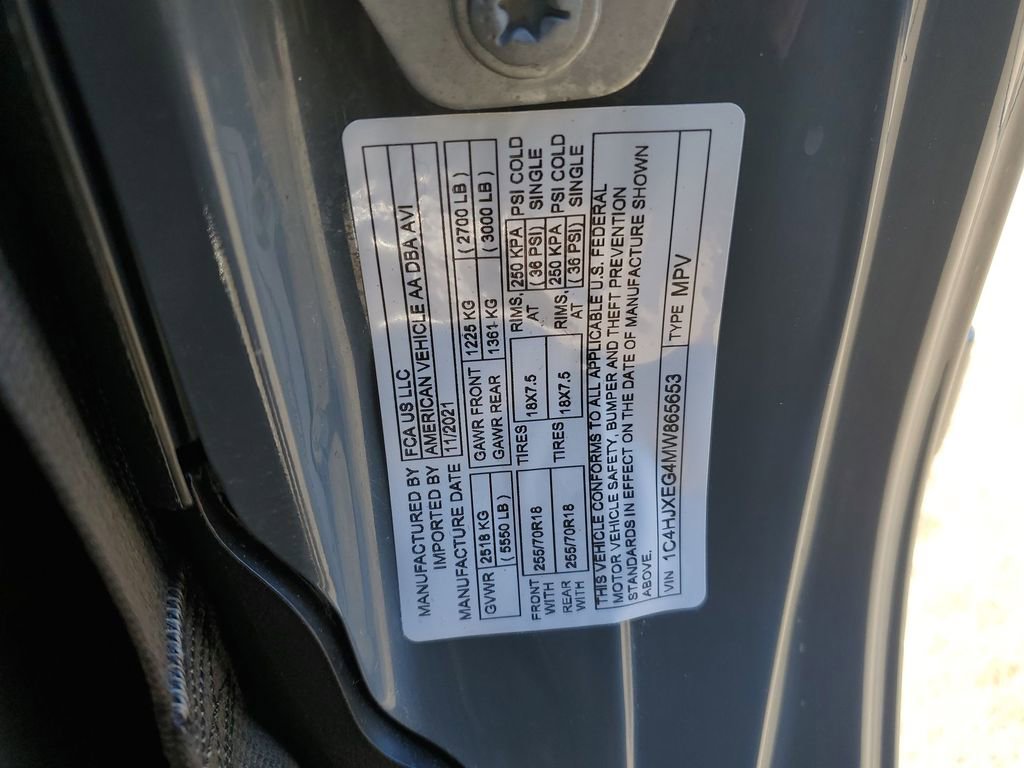 MANUFACTURED BY FCA US LLC
IMPORTED BY AMERICAN VEHICLE AA DBA AVI
MANUFACTURE DATE 11/2021
GVWR 2518 KG GAWR FRONT 1225 KG ( 2700 LB )
( 5550 LB ) GAWR REAR 1361 KG ( 3000 LB )
FRONT 255/70R18 TIRES 18X7.5 RIMS, 250 KPA PSI COLD
WITH AT ( 36 PSI) SINGLE
REAR 255/70R18 TIRES 18X7.5 RIMS, 250 KPA PSI COLD
WITH AT ( 36 PSI) SINGLE
THIS VEHICLE CONFORMS TO ALL APPLICABLE U.S. FEDERAL
MOTOR VEHICLE SAFETY, BUMPER AND THEFT PREVENTION
STANDARDS IN EFFECT ON THE DATE OF MANUFACTURE SHOWN
ABOVE.
VIN 1C4HJXEG4MW865653 TYPE MPV